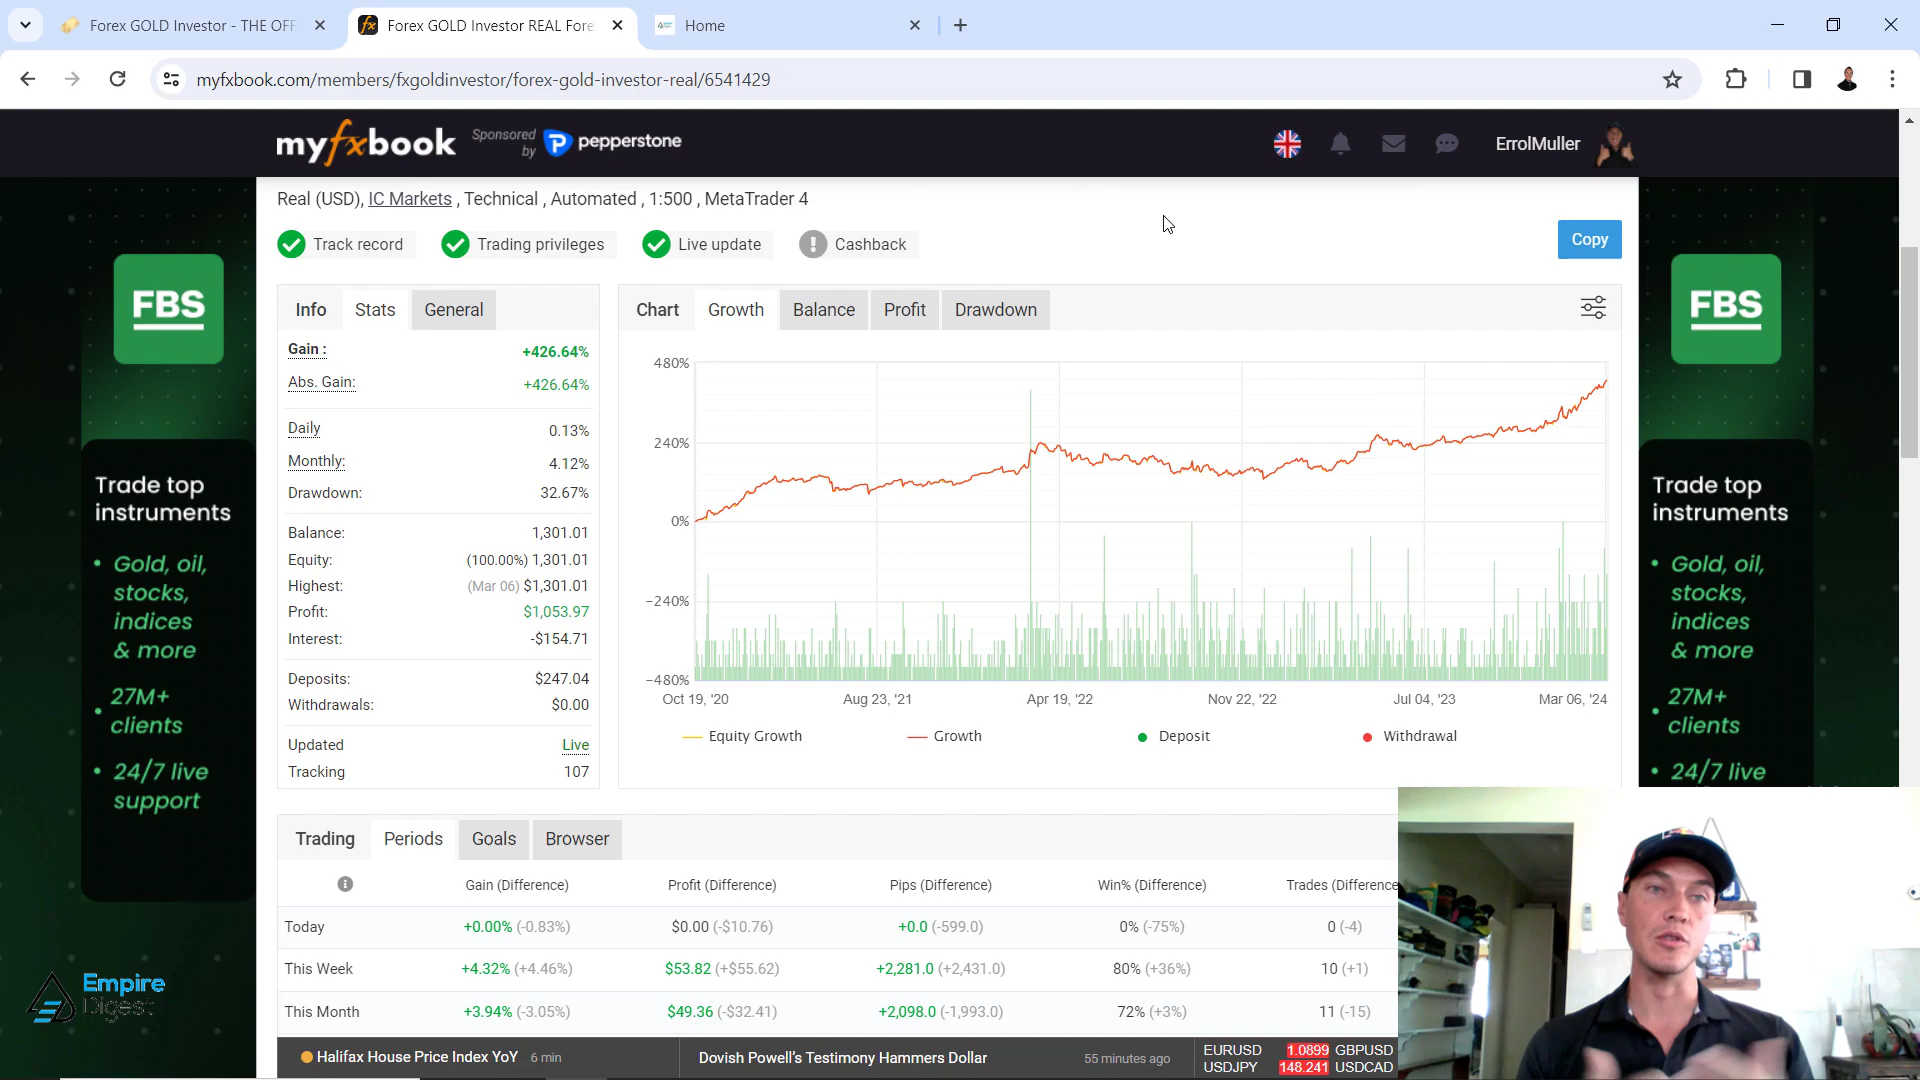 Forex GOLD Investor - THE OFF
Forex GOLD Investor REAL Fore
Home
myfxbook.com/members/fxgoldinvestor/forex-gold-investor-real/6541429
myfxbook
Sponsored by
pepperstone
ErrolMuller
Real (USD), IC Markets , Technical , Automated , 1:500 , MetaTrader 4
Track record
Trading privileges
Live update
Cashback
Copy
FBS
Trade top
instruments
• Gold, oil,
stocks,
indices
& more
• 27M+
clients
• 24/7 live
support
Info Stats General
Gain : +426.64%
Abs. Gain: +426.64%
Daily 0.13%
Monthly: 4.12%
Drawdown: 32.67%
Balance: 1,301.01
Equity: (100.00%) 1,301.01
Highest: (Mar 06) $1,301.01
Profit: $1,053.97
Interest: -$154.71
Deposits: $247.04
Withdrawals: $0.00
Updated Live
Tracking 107
Chart Growth Balance Profit Drawdown
480%
240%
0%
−240%
−480%
Oct 19, '20 Aug 23, '21 Apr 19, '22 Nov 22, '22 Jul 04, '23 Mar 06, '24
Equity Growth Growth Deposit Withdrawal
FBS
Trade top
instruments
• Gold, oil,
stocks,
indices
& more
• 27M+
clients
• 24/7 live
Trading Periods Goals Browser
Gain (Difference) Profit (Difference) Pips (Difference) Win% (Difference) Trades (Difference
Today +0.00% (-0.83%) $0.00 (-$10.76) +0.0 (-599.0) 0% (-75%) 0 (-4)
This Week +4.32% (+4.46%) $53.82 (+$55.62) +2,281.0 (+2,431.0) 80% (+36%) 10 (+1)
This Month +3.94% (-3.05%) $49.36 (-$32.41) +2,098.0 (-1,993.0) 72% (+3%) 11 (-15)
Empire
Digest
Halifax House Price Index YoY 6 min
Dovish Powell's Testimony Hammers Dollar 55 minutes ago
EURUSD 1.0899 GBPUSD
USDJPY 148.241 USDCAD